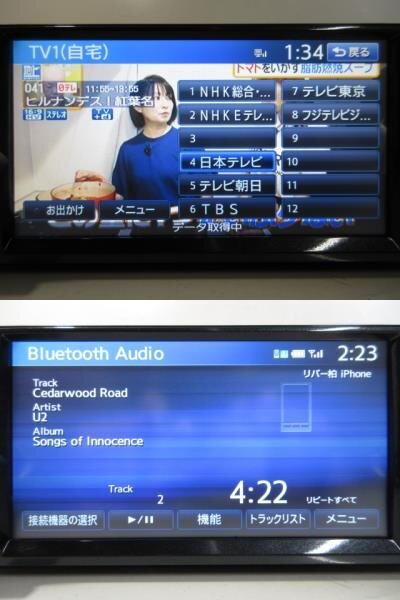 TV1(自宅)
1:34
戻る
トマトをいかす脂肪燃焼スープ
041 日テレ 11:55-13:55
ヒルナンデス!紅葉名
16:9 ステレオ
1 NHK総合・...
7 テレビ東京
2 NHKEテレ...
8 フジテレビジ...
3
9
4 日本テレビ
10
5 テレビ朝日
11
6 TBS
12
お出かけ
メニュー
データ取得中
Bluetooth Audio
2:23
リバー柏 iPhone
Track
Cedarwood Road
Artist
U2
Album
Songs of Innocence
Track
2
4:22
リピートすべて
接続機器の選択
機能
トラックリスト
メニュー